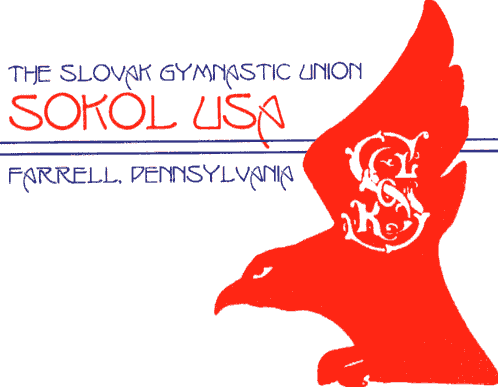 THE SLOVAK GYMNASTIC UNION
SOKOL USA
FARRELL, PENNSYLVANIA